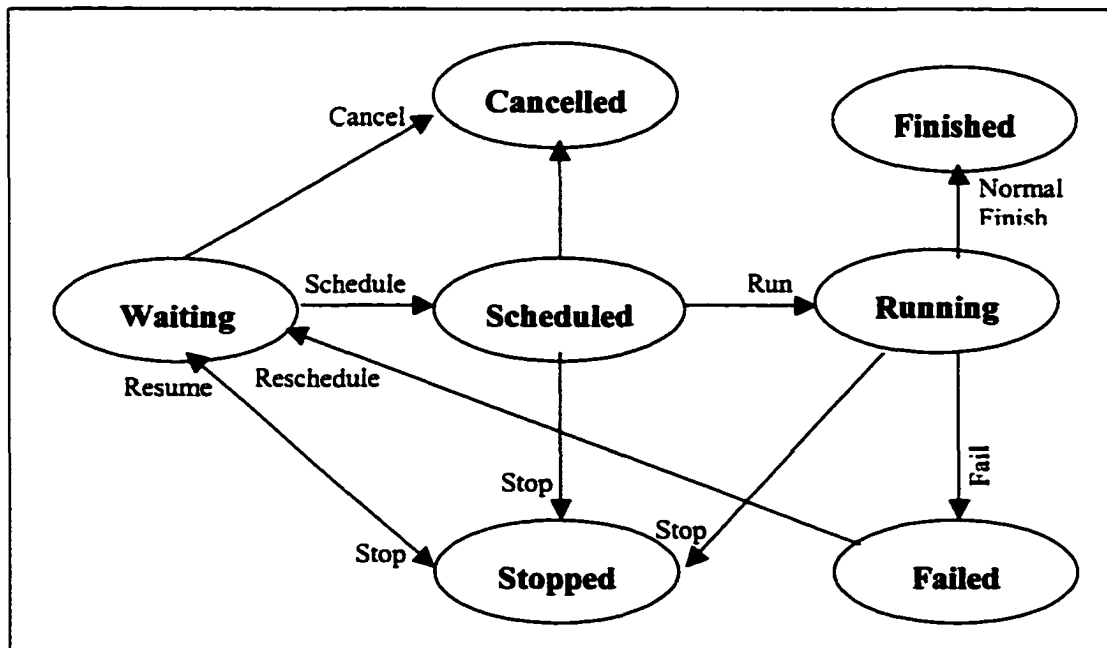 Cancelled
Cancel
Finished
Normal
Finish
Schedule
Run
Waiting
Scheduled
Running
Resume
Reschedule
Fail
Stop
Stop
Stop
Stopped
Failed